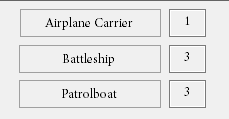 Airplane Carrier 1
Battleship 3
Patrolboat 3